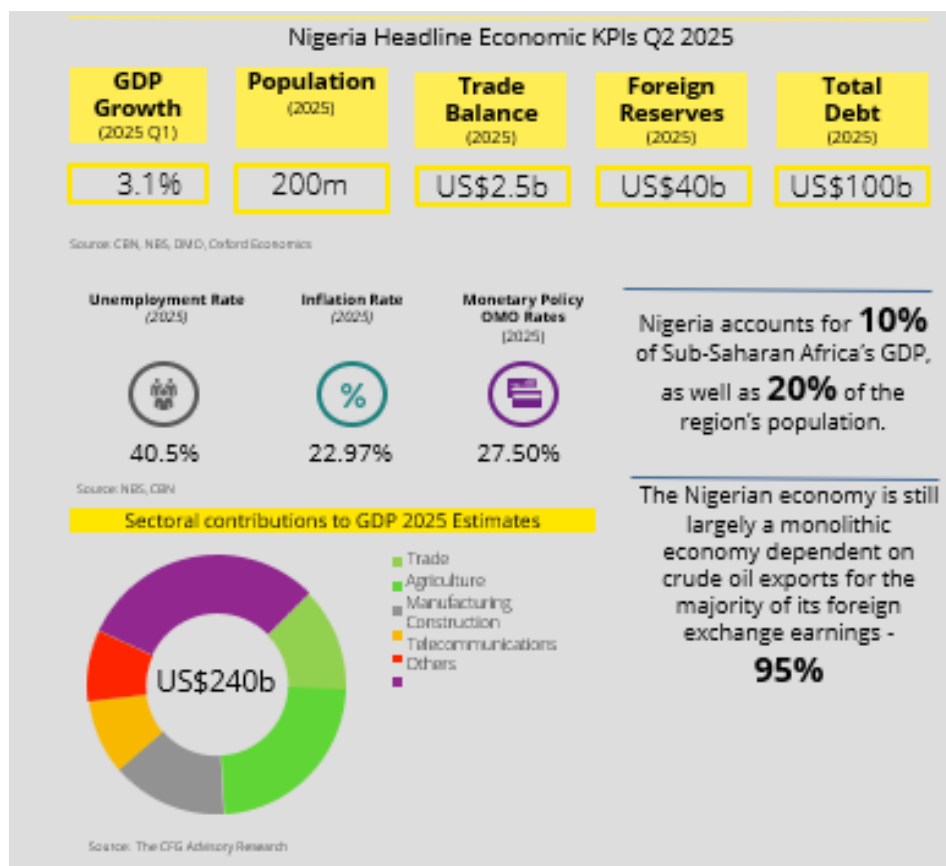 Nigeria Headline Economic KPIs Q2 2025
GDP
Growth
(2025 Q1)
3.1%
Population
(2025)
200m
Trade
Balance
(2025)
US$2.5b
Foreign
Reserves
(2025)
US$40b
Total
Debt
(2025)
US$100b
Source: CBN, NBS, DMO, Oxford Economics
Unemployment Rate
(2025)
40.5%
Inflation Rate
(2025)
%
22.97%
Monetary Policy
OMO Rates
(2025)
27.50%
Source: NBS, CBN
Nigeria accounts for 10%
of Sub-Saharan Africa's GDP,
as well as 20% of the
region's population.
The Nigerian economy is still
largely a monolithic
economy dependent on
crude oil exports for the
majority of its foreign
exchange earnings -
95%
Sectoral contributions to GDP 2025 Estimates
US$240b
Trade
Agriculture
Manufacturing
Construction
Telecommunications
Others
Source: The CFG Advisory Research